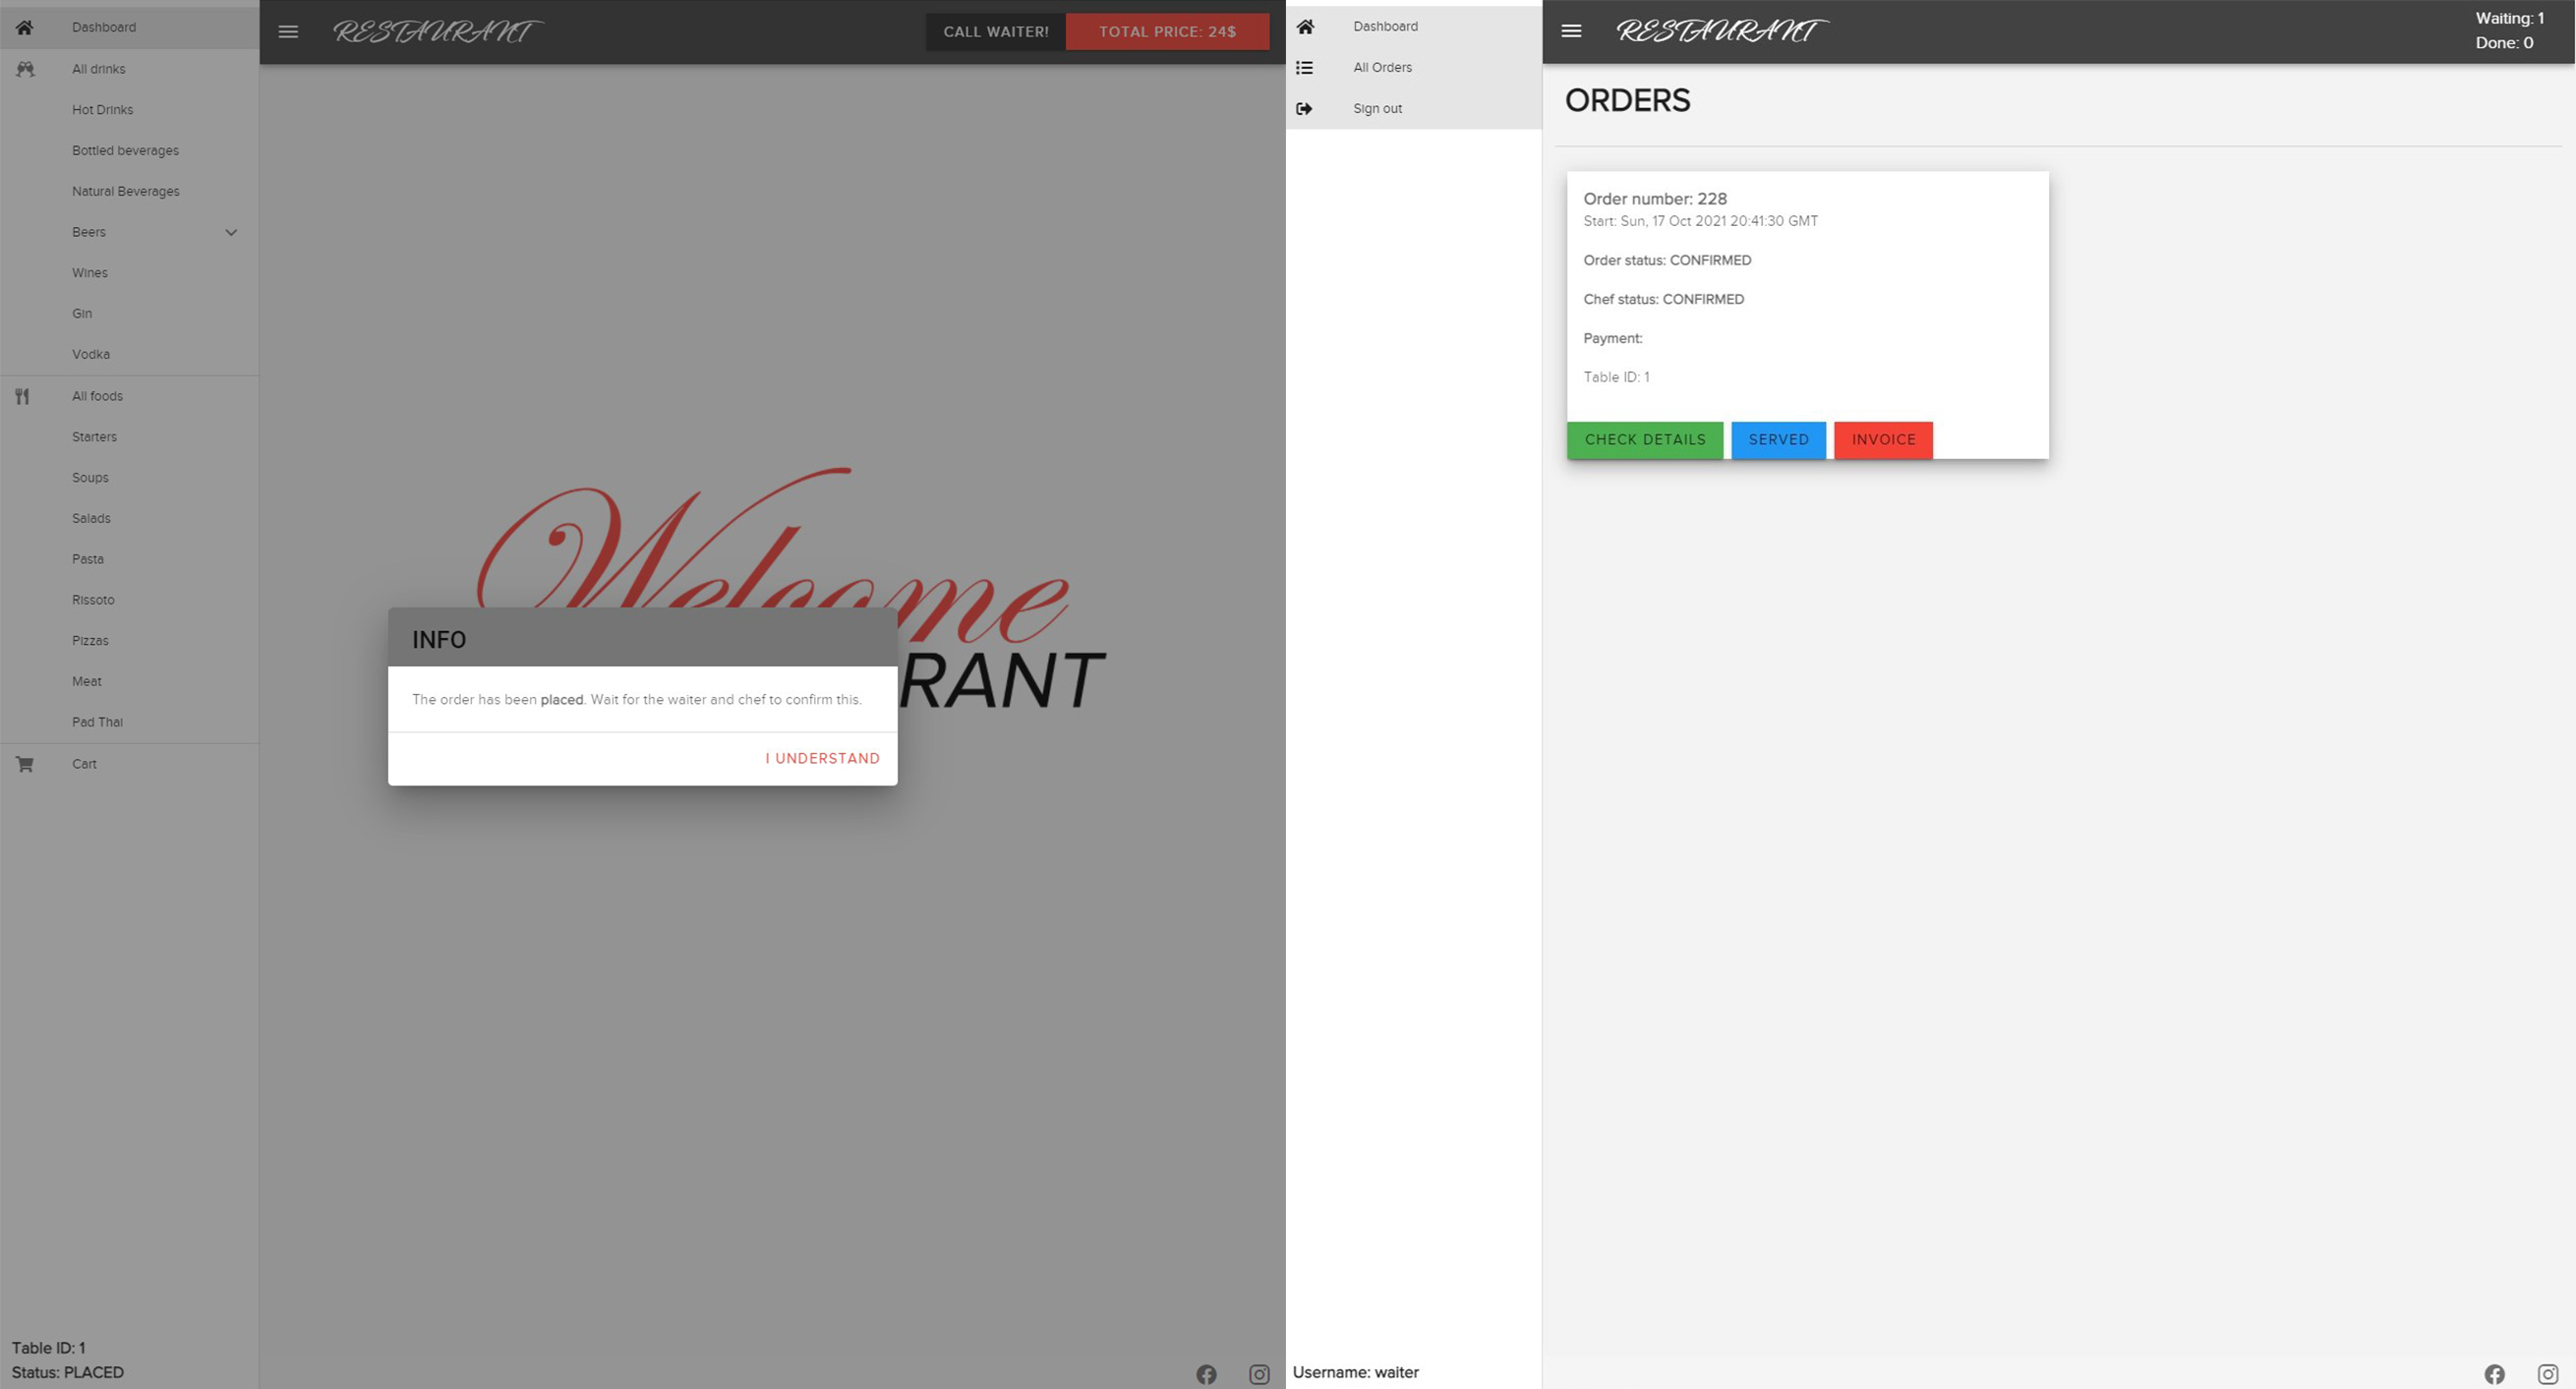 Dashboard
All drinks
Hot Drinks
Bottled beverages
Natural Beverages
Beers
Wines
Gin
Vodka
All foods
Starters
Soups
Salads
Pasta
Rissoto
Pizzas
Meat
Pad Thai
Cart
Table ID: 1
Status: PLACED
RESTAURANT
CALL WAITER!
TOTAL PRICE: 24$
Welcome
RANT
INFO
The order has been placed. Wait for the waiter and chef to confirm this.
I UNDERSTAND
Dashboard
All Orders
Sign out
Username: waiter
RESTAURANT
Waiting: 1
Done: 0
ORDERS
Order number: 228
Start: Sun, 17 Oct 2021 20:41:30 GMT
Order status: CONFIRMED
Chef status: CONFIRMED
Payment:
Table ID: 1
CHECK DETAILS
SERVED
INVOICE